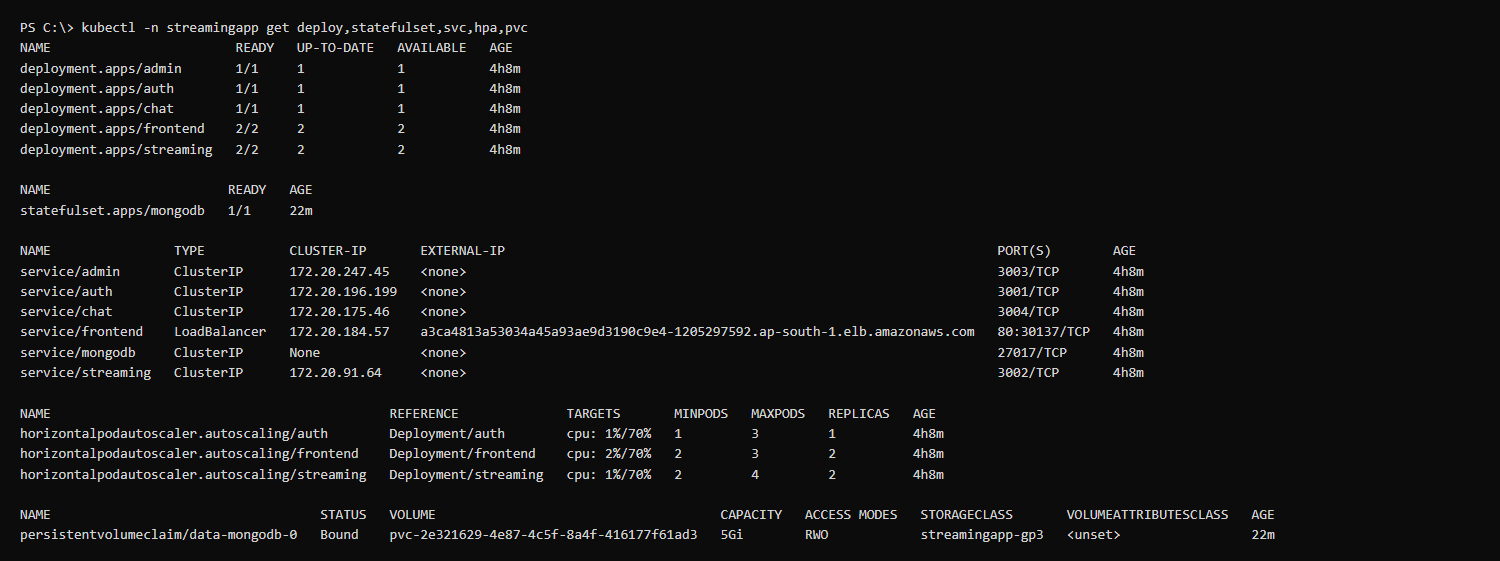 PS C:\> kubectl -n streamingapp get deploy,statefulset,svc,hpa,pvc
NAME                        READY   UP-TO-DATE   AVAILABLE   AGE
deployment.apps/admin       1/1     1            1           4h8m
deployment.apps/auth        1/1     1            1           4h8m
deployment.apps/chat        1/1     1            1           4h8m
deployment.apps/frontend    2/2     2            2           4h8m
deployment.apps/streaming   2/2     2            2           4h8m

NAME                       READY   AGE
statefulset.apps/mongodb   1/1     22m

NAME                TYPE           CLUSTER-IP       EXTERNAL-IP                                                                PORT(S)        AGE
service/admin       ClusterIP      172.20.247.45    <none>                                                                     3003/TCP       4h8m
service/auth        ClusterIP      172.20.196.199   <none>                                                                     3001/TCP       4h8m
service/chat        ClusterIP      172.20.175.46    <none>                                                                     3004/TCP       4h8m
service/frontend    LoadBalancer   172.20.184.57    a3ca4813a53034a45a93ae9d3190c9e4-1205297592.ap-south-1.elb.amazonaws.com   80:30137/TCP   4h8m
service/mongodb     ClusterIP      None             <none>                                                                     27017/TCP      4h8m
service/streaming   ClusterIP      172.20.91.64     <none>                                                                     3002/TCP       4h8m

NAME                                            REFERENCE              TARGETS       MINPODS   MAXPODS   REPLICAS   AGE
horizontalpodautoscaler.autoscaling/auth        Deployment/auth        cpu: 1%/70%   1         3         1          4h8m
horizontalpodautoscaler.autoscaling/frontend    Deployment/frontend    cpu: 2%/70%   2         3         2          4h8m
horizontalpodautoscaler.autoscaling/streaming   Deployment/streaming   cpu: 1%/70%   2         4         2          4h8m

NAME                                   STATUS   VOLUME                                     CAPACITY   ACCESS MODES   STORAGECLASS       VOLUMEATTRIBUTESCLASS   AGE
persistentvolumeclaim/data-mongodb-0   Bound    pvc-2e321629-4e87-4c5f-8a4f-416177f61ad3   5Gi        RWO            streamingapp-gp3   <unset>                 22m